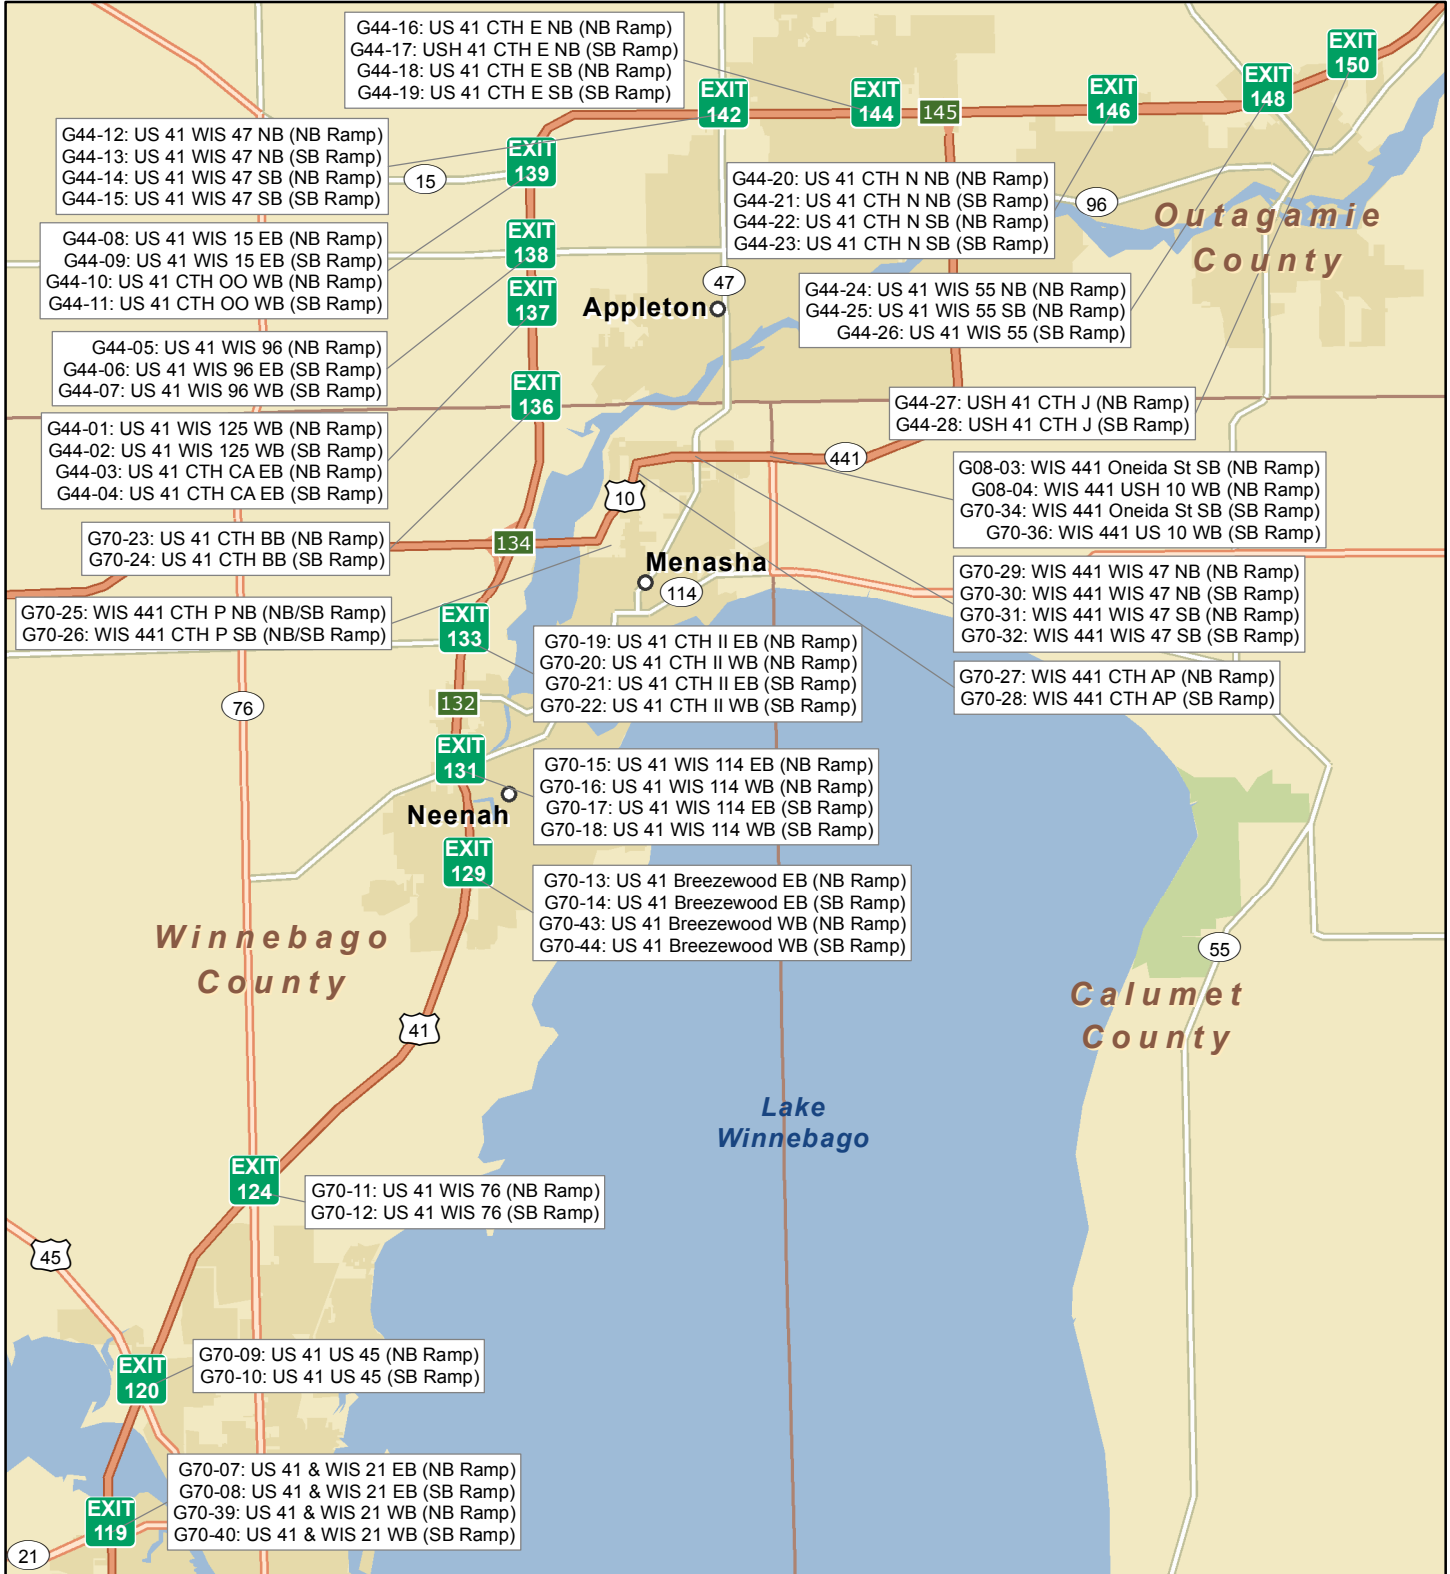 G44-16: US 41 CTH E NB (NB Ramp)
G44-17: USH 41 CTH E NB (SB Ramp)
G44-18: US 41 CTH E SB (NB Ramp)
G44-19: US 41 CTH E SB (SB Ramp)
EXIT
150
EXIT
148
EXIT
146
145
EXIT
144
EXIT
142
G44-12: US 41 WIS 47 NB (NB Ramp)
G44-13: US 41 WIS 47 NB (SB Ramp)
G44-14: US 41 WIS 47 SB (NB Ramp)
G44-15: US 41 WIS 47 SB (SB Ramp)
15
EXIT
139
G44-20: US 41 CTH N NB (NB Ramp)
G44-21: US 41 CTH N NB (SB Ramp)
G44-22: US 41 CTH N SB (NB Ramp)
G44-23: US 41 CTH N SB (SB Ramp)
96
Outagamie
County
G44-08: US 41 WIS 15 EB (NB Ramp)
G44-09: US 41 WIS 15 EB (SB Ramp)
G44-10: US 41 CTH OO WB (NB Ramp)
G44-11: US 41 CTH OO WB (SB Ramp)
EXIT
138
EXIT
137
47
Appleton
G44-24: US 41 WIS 55 NB (NB Ramp)
G44-25: US 41 WIS 55 SB (NB Ramp)
G44-26: US 41 WIS 55 (SB Ramp)
G44-05: US 41 WIS 96 (NB Ramp)
G44-06: US 41 WIS 96 EB (SB Ramp)
G44-07: US 41 WIS 96 WB (SB Ramp)
EXIT
136
G44-27: USH 41 CTH J (NB Ramp)
G44-28: USH 41 CTH J (SB Ramp)
G44-01: US 41 WIS 125 WB (NB Ramp)
G44-02: US 41 WIS 125 WB (SB Ramp)
G44-03: US 41 CTH CA EB (NB Ramp)
G44-04: US 41 CTH CA EB (SB Ramp)
441
10
G08-03: WIS 441 Oneida St SB (NB Ramp)
G08-04: WIS 441 USH 10 WB (NB Ramp)
G70-34: WIS 441 Oneida St SB (SB Ramp)
G70-36: WIS 441 US 10 WB (SB Ramp)
G70-23: US 41 CTH BB (NB Ramp)
G70-24: US 41 CTH BB (SB Ramp)
134
Menasha
114
G70-29: WIS 441 WIS 47 NB (NB Ramp)
G70-30: WIS 441 WIS 47 NB (SB Ramp)
G70-31: WIS 441 WIS 47 SB (NB Ramp)
G70-32: WIS 441 WIS 47 SB (SB Ramp)
G70-25: WIS 441 CTH P NB (NB/SB Ramp)
G70-26: WIS 441 CTH P SB (NB/SB Ramp)
EXIT
133
G70-19: US 41 CTH II EB (NB Ramp)
G70-20: US 41 CTH II WB (NB Ramp)
G70-21: US 41 CTH II EB (SB Ramp)
G70-22: US 41 CTH II WB (SB Ramp)
G70-27: WIS 441 CTH AP (NB Ramp)
G70-28: WIS 441 CTH AP (SB Ramp)
76
132
EXIT
131
G70-15: US 41 WIS 114 EB (NB Ramp)
G70-16: US 41 WIS 114 WB (NB Ramp)
G70-17: US 41 WIS 114 EB (SB Ramp)
G70-18: US 41 WIS 114 WB (SB Ramp)
Neenah
EXIT
129
G70-13: US 41 Breezewood EB (NB Ramp)
G70-14: US 41 Breezewood EB (SB Ramp)
G70-43: US 41 Breezewood WB (NB Ramp)
G70-44: US 41 Breezewood WB (SB Ramp)
Winnebago
County
55
Calumet
County
41
Lake
Winnebago
EXIT
124
G70-11: US 41 WIS 76 (NB Ramp)
G70-12: US 41 WIS 76 (SB Ramp)
45
G70-09: US 41 US 45 (NB Ramp)
G70-10: US 41 US 45 (SB Ramp)
EXIT
120
G70-07: US 41 & WIS 21 EB (NB Ramp)
G70-08: US 41 & WIS 21 EB (SB Ramp)
G70-39: US 41 & WIS 21 WB (NB Ramp)
G70-40: US 41 & WIS 21 WB (SB Ramp)
EXIT
119
21